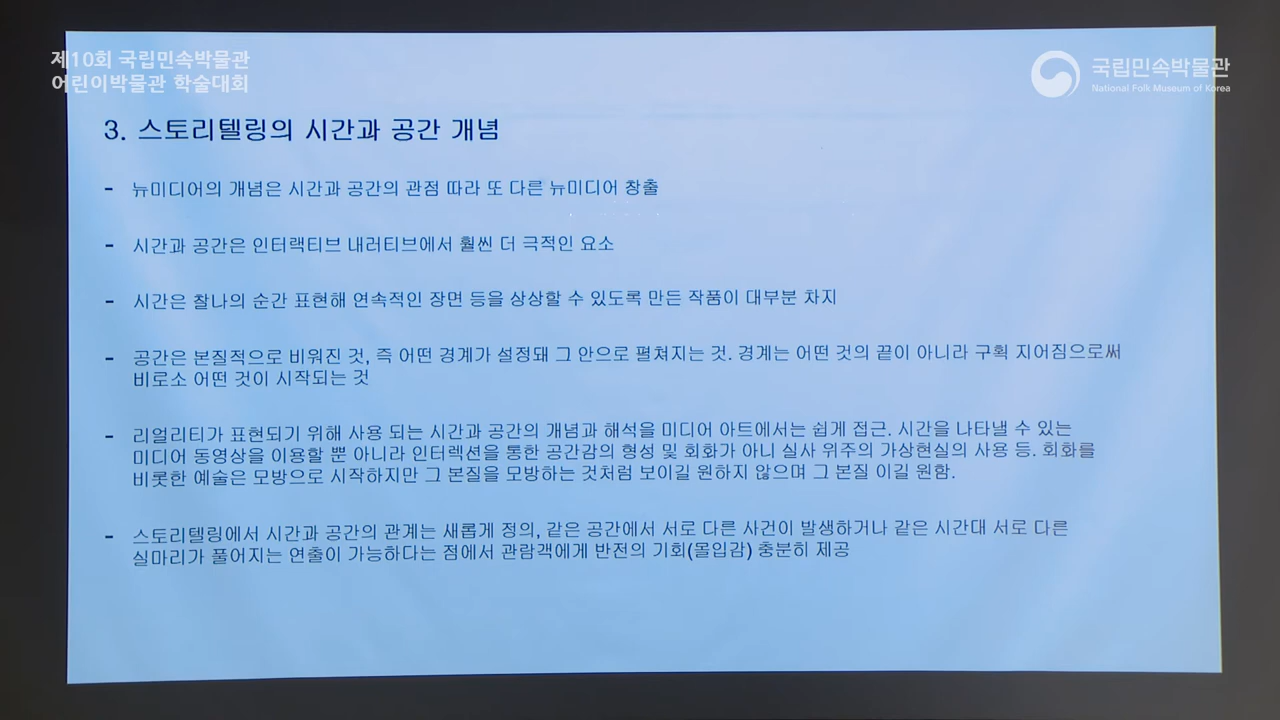 제10회 국립민속박물관
어린이박물관 학술대회
국립민속박물관
National Folk Museum of Korea
3. 스토리텔링의 시간과 공간 개념
- 뉴미디어의 개념은 시간과 공간의 관점 따라 또 다른 뉴미디어 창출
- 시간과 공간은 인터랙티브 내러티브에서 훨씬 더 극적인 요소
- 시간은 찰나의 순간 표현해 연속적인 장면 등을 상상할 수 있도록 만든 작품이 대부분 차지
- 공간은 본질적으로 비워진 것, 즉 어떤 경계가 설정돼 그 안으로 펼쳐지는 것. 경계는 어떤 것의 끝이 아니라 구획 지어짐으로써
비로소 어떤 것이 시작되는 것
- 리얼리티가 표현되기 위해 사용 되는 시간과 공간의 개념과 해석을 미디어 아트에서는 쉽게 접근. 시간을 나타낼 수 있는
미디어 동영상을 이용할 뿐 아니라 인터렉션을 통한 공간감의 형성 및 회화가 아니 실사 위주의 가상현실의 사용 등. 회화를
비롯한 예술은 모방으로 시작하지만 그 본질을 모방하는 것처럼 보이길 원하지 않으며 그 본질 이길 원함.
- 스토리텔링에서 시간과 공간의 관계는 새롭게 정의, 같은 공간에서 서로 다른 사건이 발생하거나 같은 시간대 서로 다른
실마리가 풀어지는 연출이 가능하다는 점에서 관람객에게 반전의 기회(몰입감) 충분히 제공